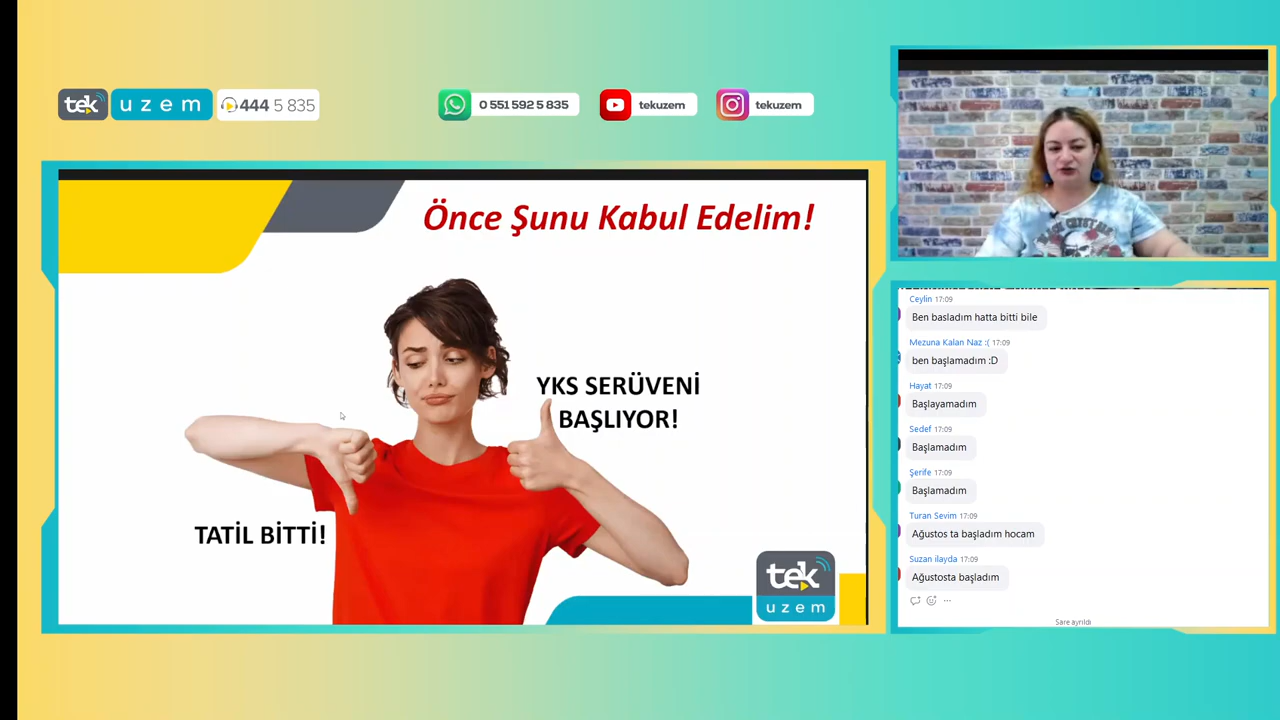 tek uzem 444 5 835
0 551 592 5 835
tekuzem
tekuzem
Önce Şunu Kabul Edelim!
YKS SERÜVENİ
BAŞLIYOR!
TATİL BİTTİ!
tek
uzem
Ceylin 17:09
Ben basladım hatta bitti bile
Mezuna Kalan Naz :( 17:09
ben başlamadım :D
Hayat 17:09
Başlayamadım
Sedef 17:09
Başlamadım
Şerife 17:09
Başlamadım
Turan Sevim 17:09
Ağustos ta başladım hocam
Suzan ilayda 17:09
Ağustosta başladım
Sare ayrıldı